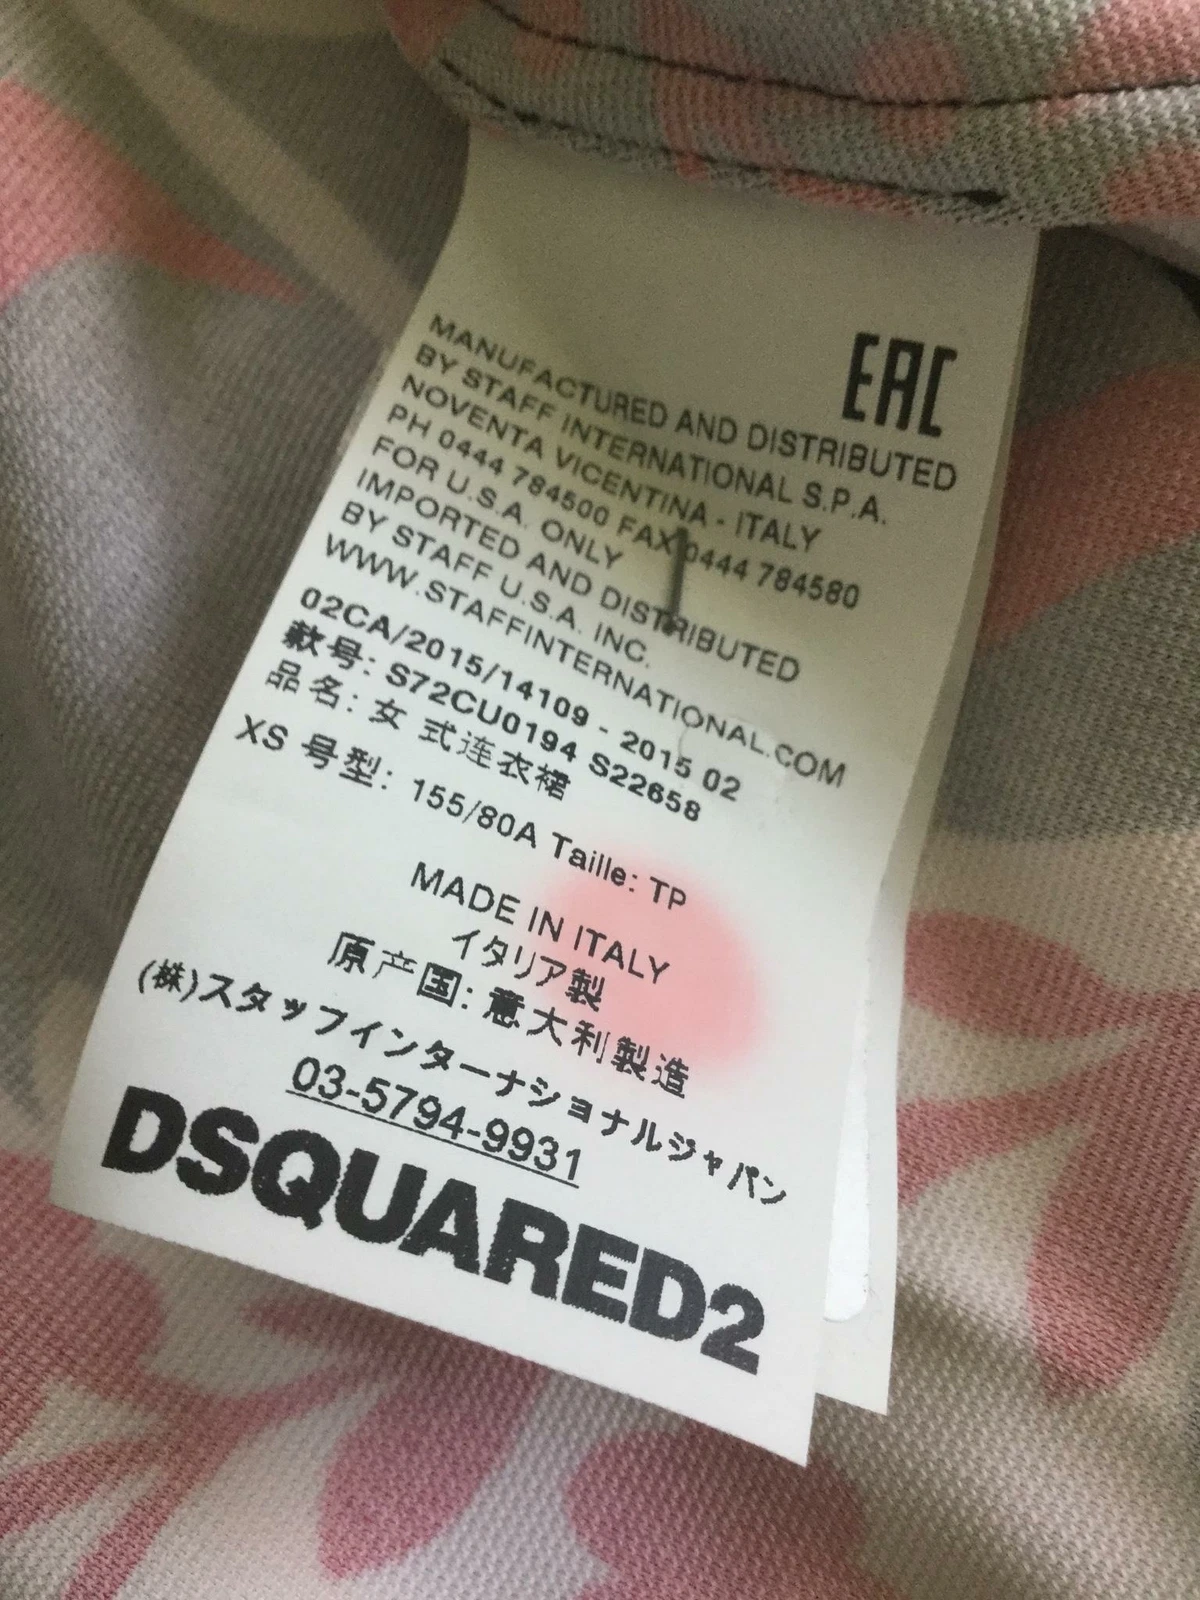 EAC
MANUFACTURED AND DISTRIBUTED
BY STAFF INTERNATIONAL S.P.A.
NOVENTA VICENTINA - ITALY
PH 0444 784500 FAX 0444 784580
FOR U.S.A. ONLY
IMPORTED AND DISTRIBUTED
BY STAFF U.S.A. INC.
WWW.STAFFINTERNATIONAL.COM
02CA/2015/14109 - 2015 02
款号: S72CU0194 S22658
品名: 女 式连衣裙
XS 号型: 155/80A Taille: TP
MADE IN ITALY
イタリア製
原产国: 意大利製造
(株)スタッフインターナショナルジャパン
03-5794-9931
DSQUARED2